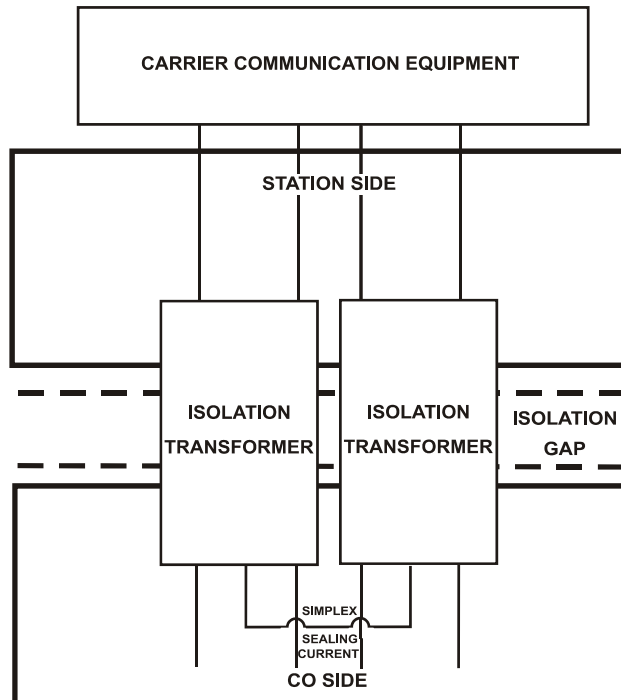 CARRIER COMMUNICATION EQUIPMENT
STATION SIDE
ISOLATION
TRANSFORMER
ISOLATION
TRANSFORMER
ISOLATION
GAP
SIMPLEX
SEALING
CURRENT
CO SIDE